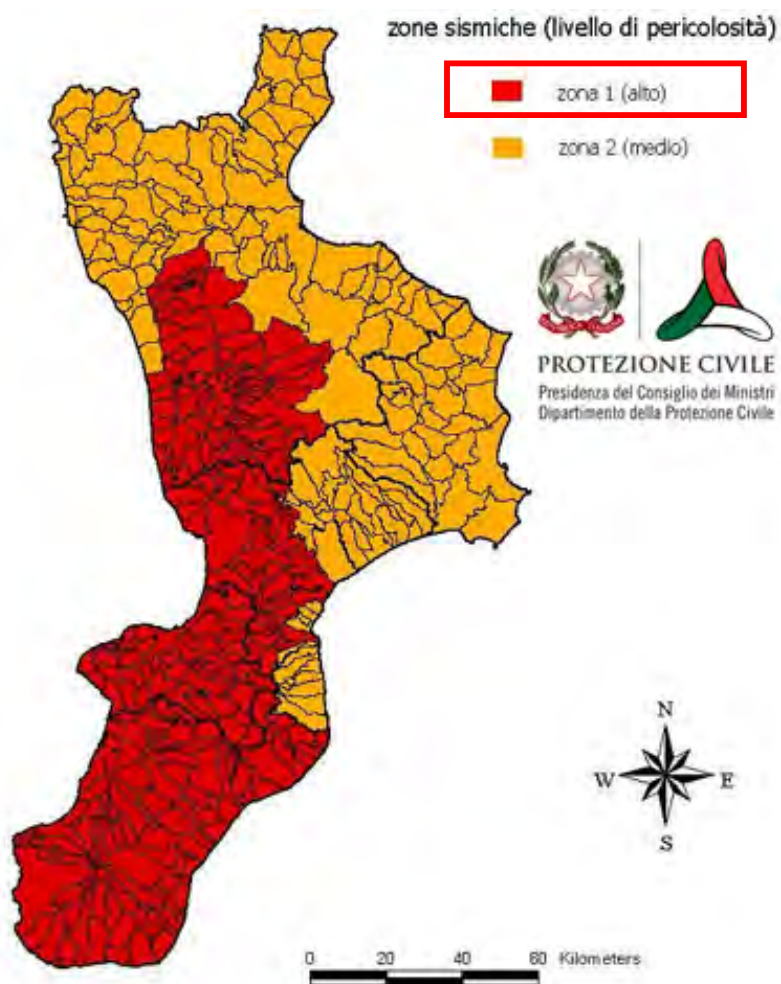 zone sismiche (livello di pericolosità)
zona 1 (alto)
zona 2 (medio)
PROTEZIONE CIVILE
Presidenza del Consiglio dei Ministri
Dipartimento della Protezione Civile
N
W E
S
0 20 40 60 Kilometers